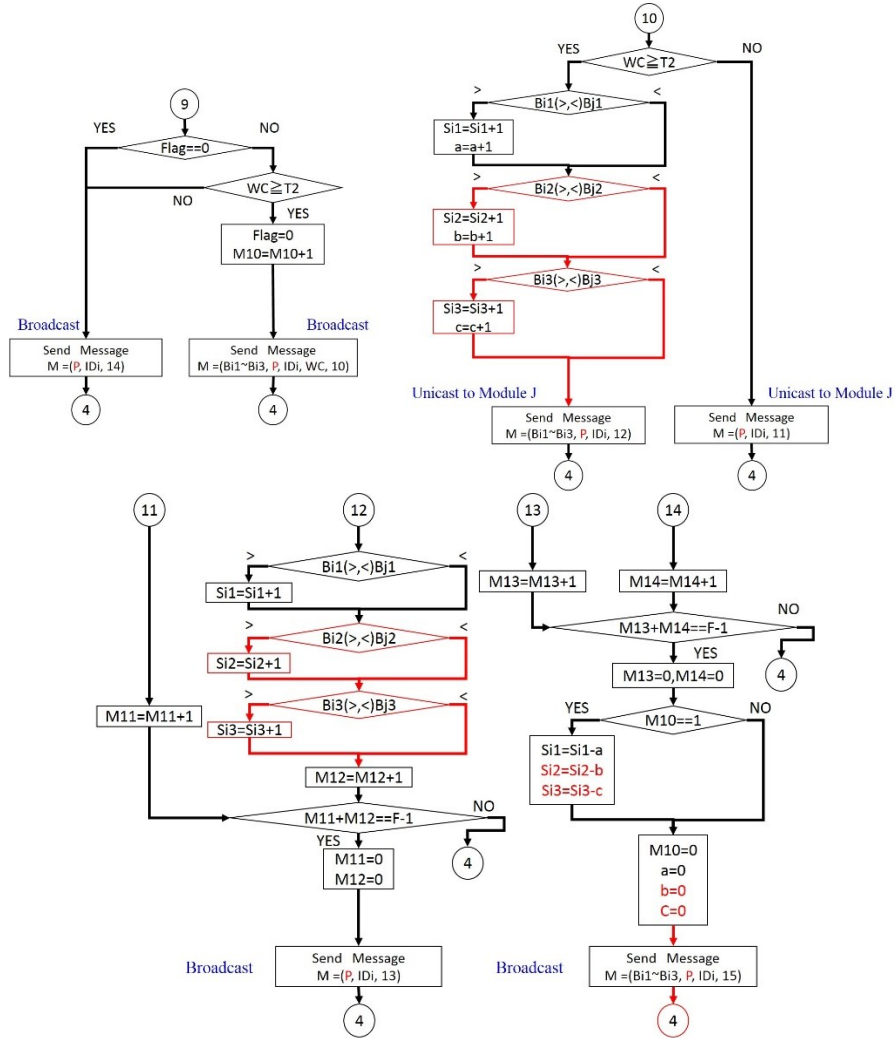 9
YES
NO
Flag==0
NO
WC≧T2
YES
Flag=0
M10=M10+1
Broadcast
Broadcast
Send Message
M =(P, IDi, 14)
Send Message
M =(Bi1~Bi3, P, IDi, WC, 10)
4
4
10
YES
NO
WC≧T2
>
<
Bi1(>,<)Bj1
Si1=Si1+1
a=a+1
>
<
Bi2(>,<)Bj2
Si2=Si2+1
b=b+1
>
<
Bi3(>,<)Bj3
Si3=Si3+1
c=c+1
Unicast to Module J
Unicast to Module J
Send Message
M =(Bi1~Bi3, P, IDi, 12)
Send Message
M =(P, IDi, 11)
4
4
11
M11=M11+1
12
>
<
Bi1(>,<)Bj1
Si1=Si1+1
>
<
Bi2(>,<)Bj2
Si2=Si2+1
>
<
Bi3(>,<)Bj3
Si3=Si3+1
M12=M12+1
M11+M12==F-1
NO
YES
4
M11=0
M12=0
Broadcast
Send Message
M =(P, IDi, 13)
4
13
14
M13=M13+1
M14=M14+1
M13+M14==F-1
NO
YES
4
M13=0,M14=0
YES
NO
M10==1
Si1=Si1-a
Si2=Si2-b
Si3=Si3-c
M10=0
a=0
b=0
C=0
Broadcast
Send Message
M =(Bi1~Bi3, P, IDi, 15)
4